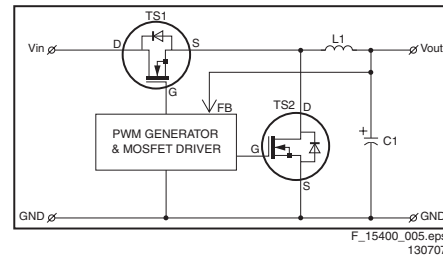 TS1
L1
Vin
D
S
Vout
G
FB
TS2
D
PWM GENERATOR
& MOSFET DRIVER
G
+
C1
S
GND
GND
F_15400_005.eps
130707